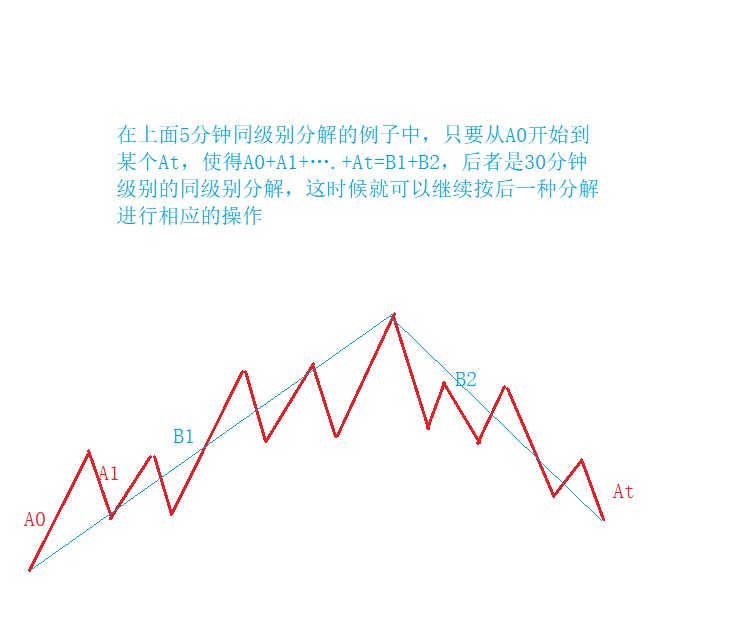 在上面5分钟同级别分解的例子中，只要从A0开始到
某个At，使得A0+A1+….+At=B1+B2，后者是30分钟
级别的同级别分解，这时候就可以继续按后一种分解
进行相应的操作
B2
B1
A1
At
A0